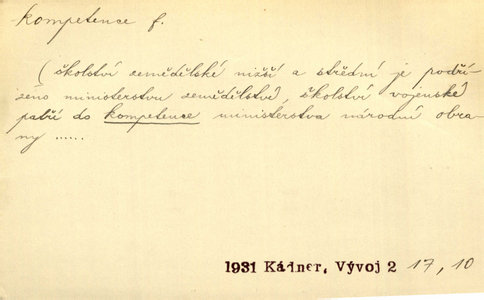 kompetence f.
(školství zemědělské nižší a střední je podří-
zeno ministerstvu zemědělství) školství vojenské
patří do kompetence ministerstva národní obra-
ny .....
1931 Kádner, Vývoj 2 17, 10